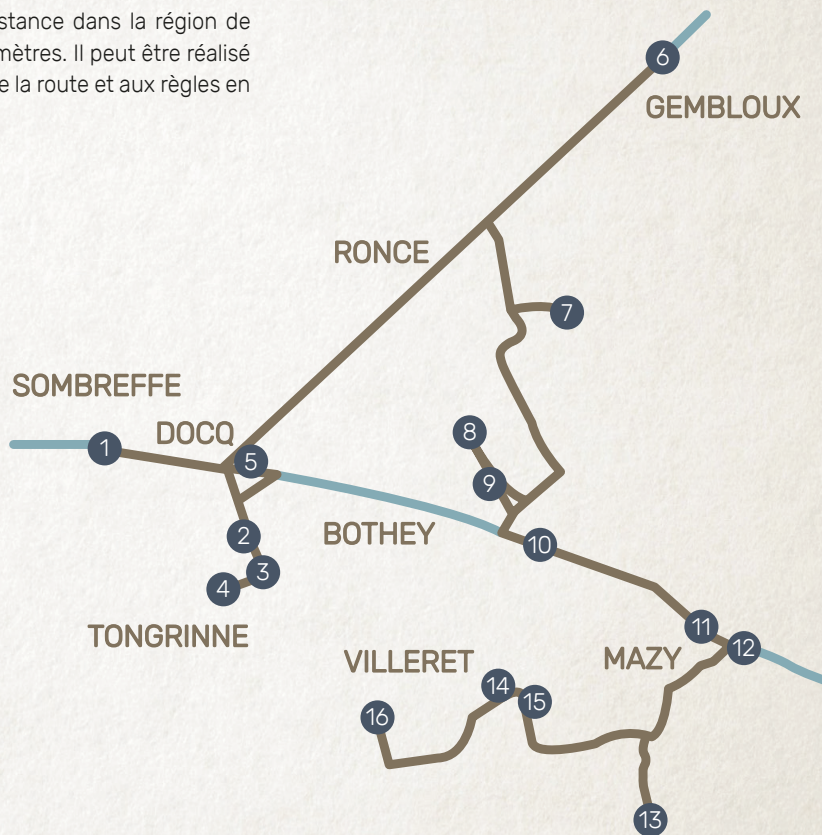 stance dans la région de
mètres. Il peut être réalisé
e la route et aux règles en
6
GEMBLOUX
RONCE
7
SOMBREFFE
DOCQ
8
1
5
9
BOTHEY
2
10
3
4
TONGRINNE
11
VILLERET
MAZY
12
14
15
16
13